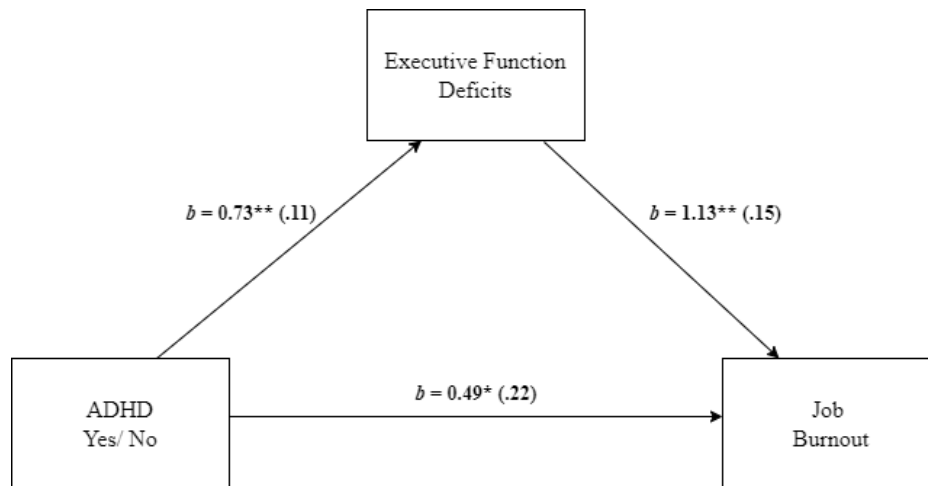 Executive Function
Deficits
b = 0.73** (.11)
b = 1.13** (.15)
b = 0.49* (.22)
ADHD
Yes/ No
Job
Burnout